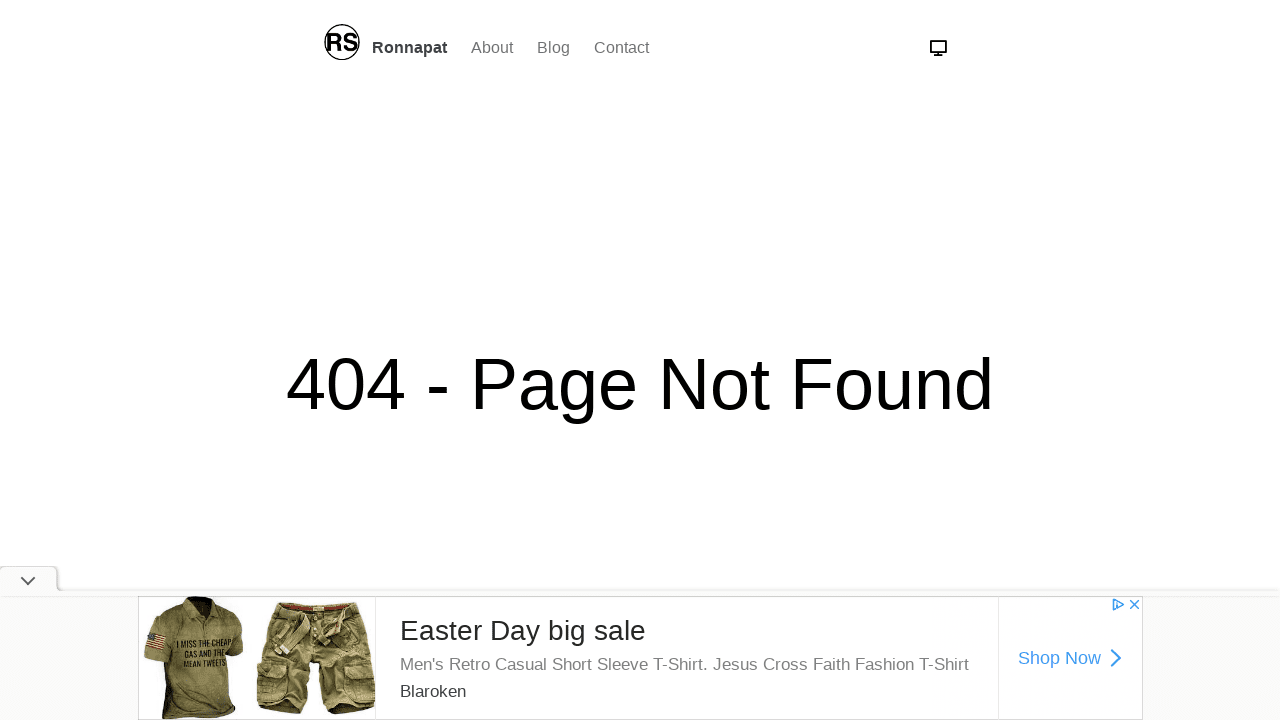 RS Ronnapat About Blog Contact
404 - Page Not Found
I MISS THE CHEAP
GAS AND THE
MEAN TWEETS
Easter Day big sale
Men's Retro Casual Short Sleeve T-Shirt. Jesus Cross Faith Fashion T-Shirt
Blaroken
Shop Now